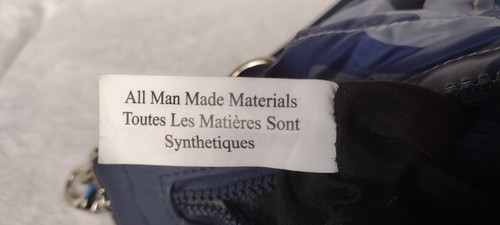 All Man Made Materials
Toutes Les Matières Sont
Synthetiques